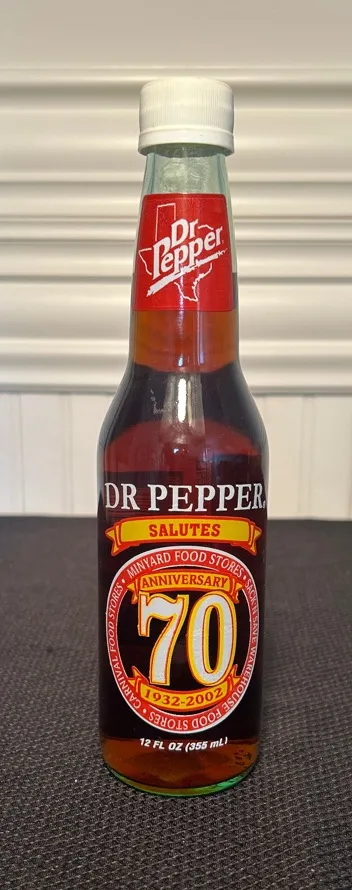 Dr
Pepper
DR PEPPER.
SALUTES
MINYARD FOOD STORES •
SACK'N SAVE WAREHOUSE FOOD STORES •
CARNIVAL FOOD STORES •
ANNIVERSARY
70
1932-2002
12 FL OZ (355 mL)